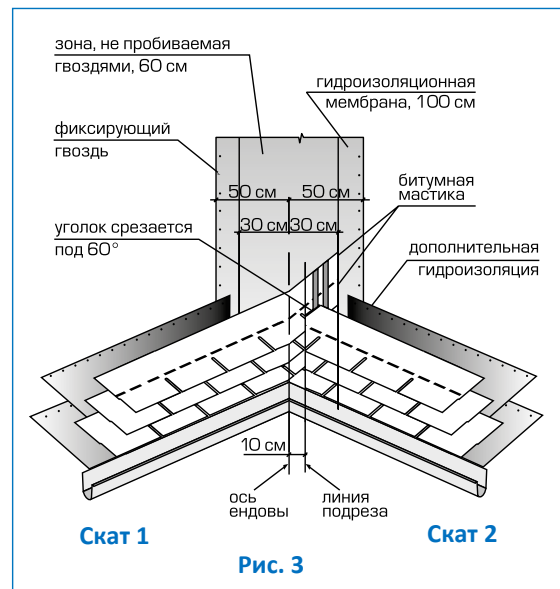 зона, не пробиваемая
гвоздями, 60 см
гидроизоляционная
мембрана, 100 см
фиксирующий
гвоздь
50 см
50 см
битумная
мастика
уголок срезается
под 60°
30 см
30 см
дополнительная
гидроизоляция
10 см
ось
ендовы
линия
подреза
Скат 1
Скат 2
Рис. 3